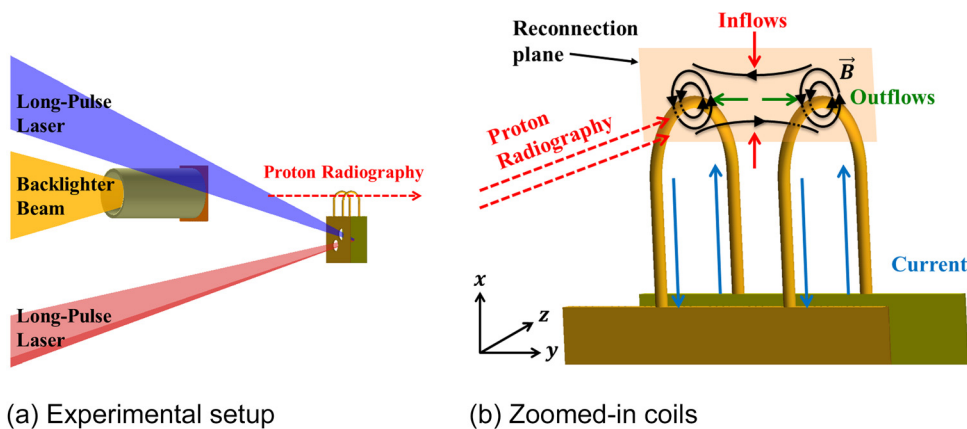 Long-Pulse
Laser
Backlighter
Beam
Long-Pulse
Laser
Proton Radiography
(a) Experimental setup
Reconnection
plane
Inflows
B
Outflows
Proton
Radiography
Current
x
z
y
(b) Zoomed-in coils